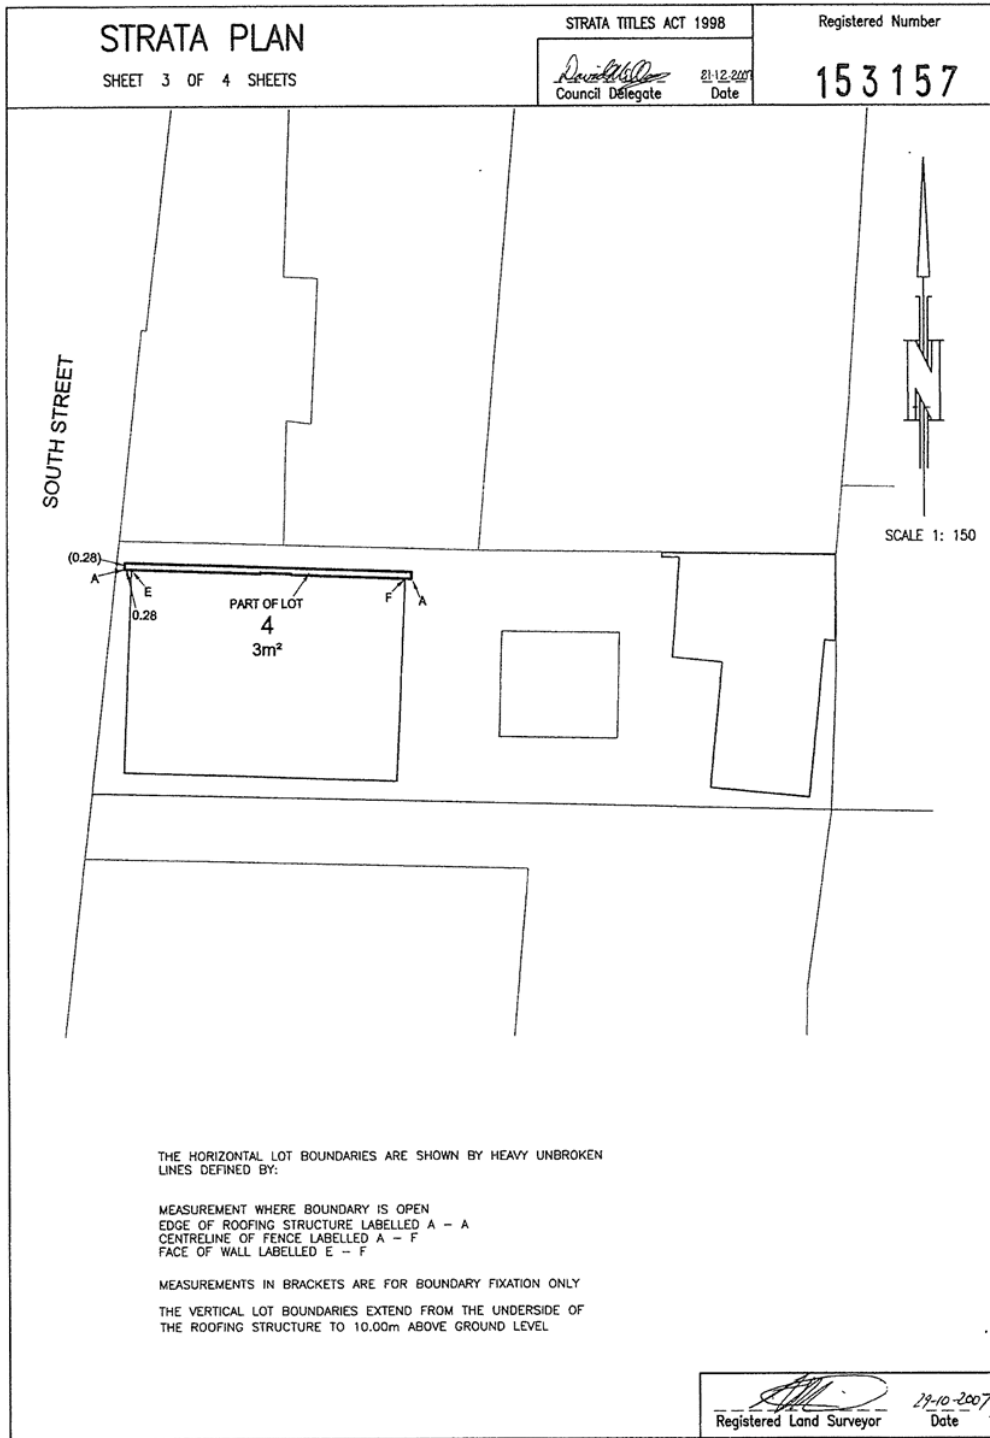 STRATA PLAN
SHEET 3 OF 4 SHEETS
STRATA TITLES ACT 1998
Council Delegate
21-12-2007
Date
Registered Number
153157
SOUTH STREET
SCALE 1: 150
(0.28)
A
E
0.28
PART OF LOT
4
3m²
F
A
THE HORIZONTAL LOT BOUNDARIES ARE SHOWN BY HEAVY UNBROKEN
LINES DEFINED BY:
MEASUREMENT WHERE BOUNDARY IS OPEN
EDGE OF ROOFING STRUCTURE LABELLED A – A
CENTRELINE OF FENCE LABELLED A – F
FACE OF WALL LABELLED E – F
MEASUREMENTS IN BRACKETS ARE FOR BOUNDARY FIXATION ONLY
THE VERTICAL LOT BOUNDARIES EXTEND FROM THE UNDERSIDE OF
THE ROOFING STRUCTURE TO 10.00m ABOVE GROUND LEVEL
Registered Land Surveyor
29-10-2007
Date